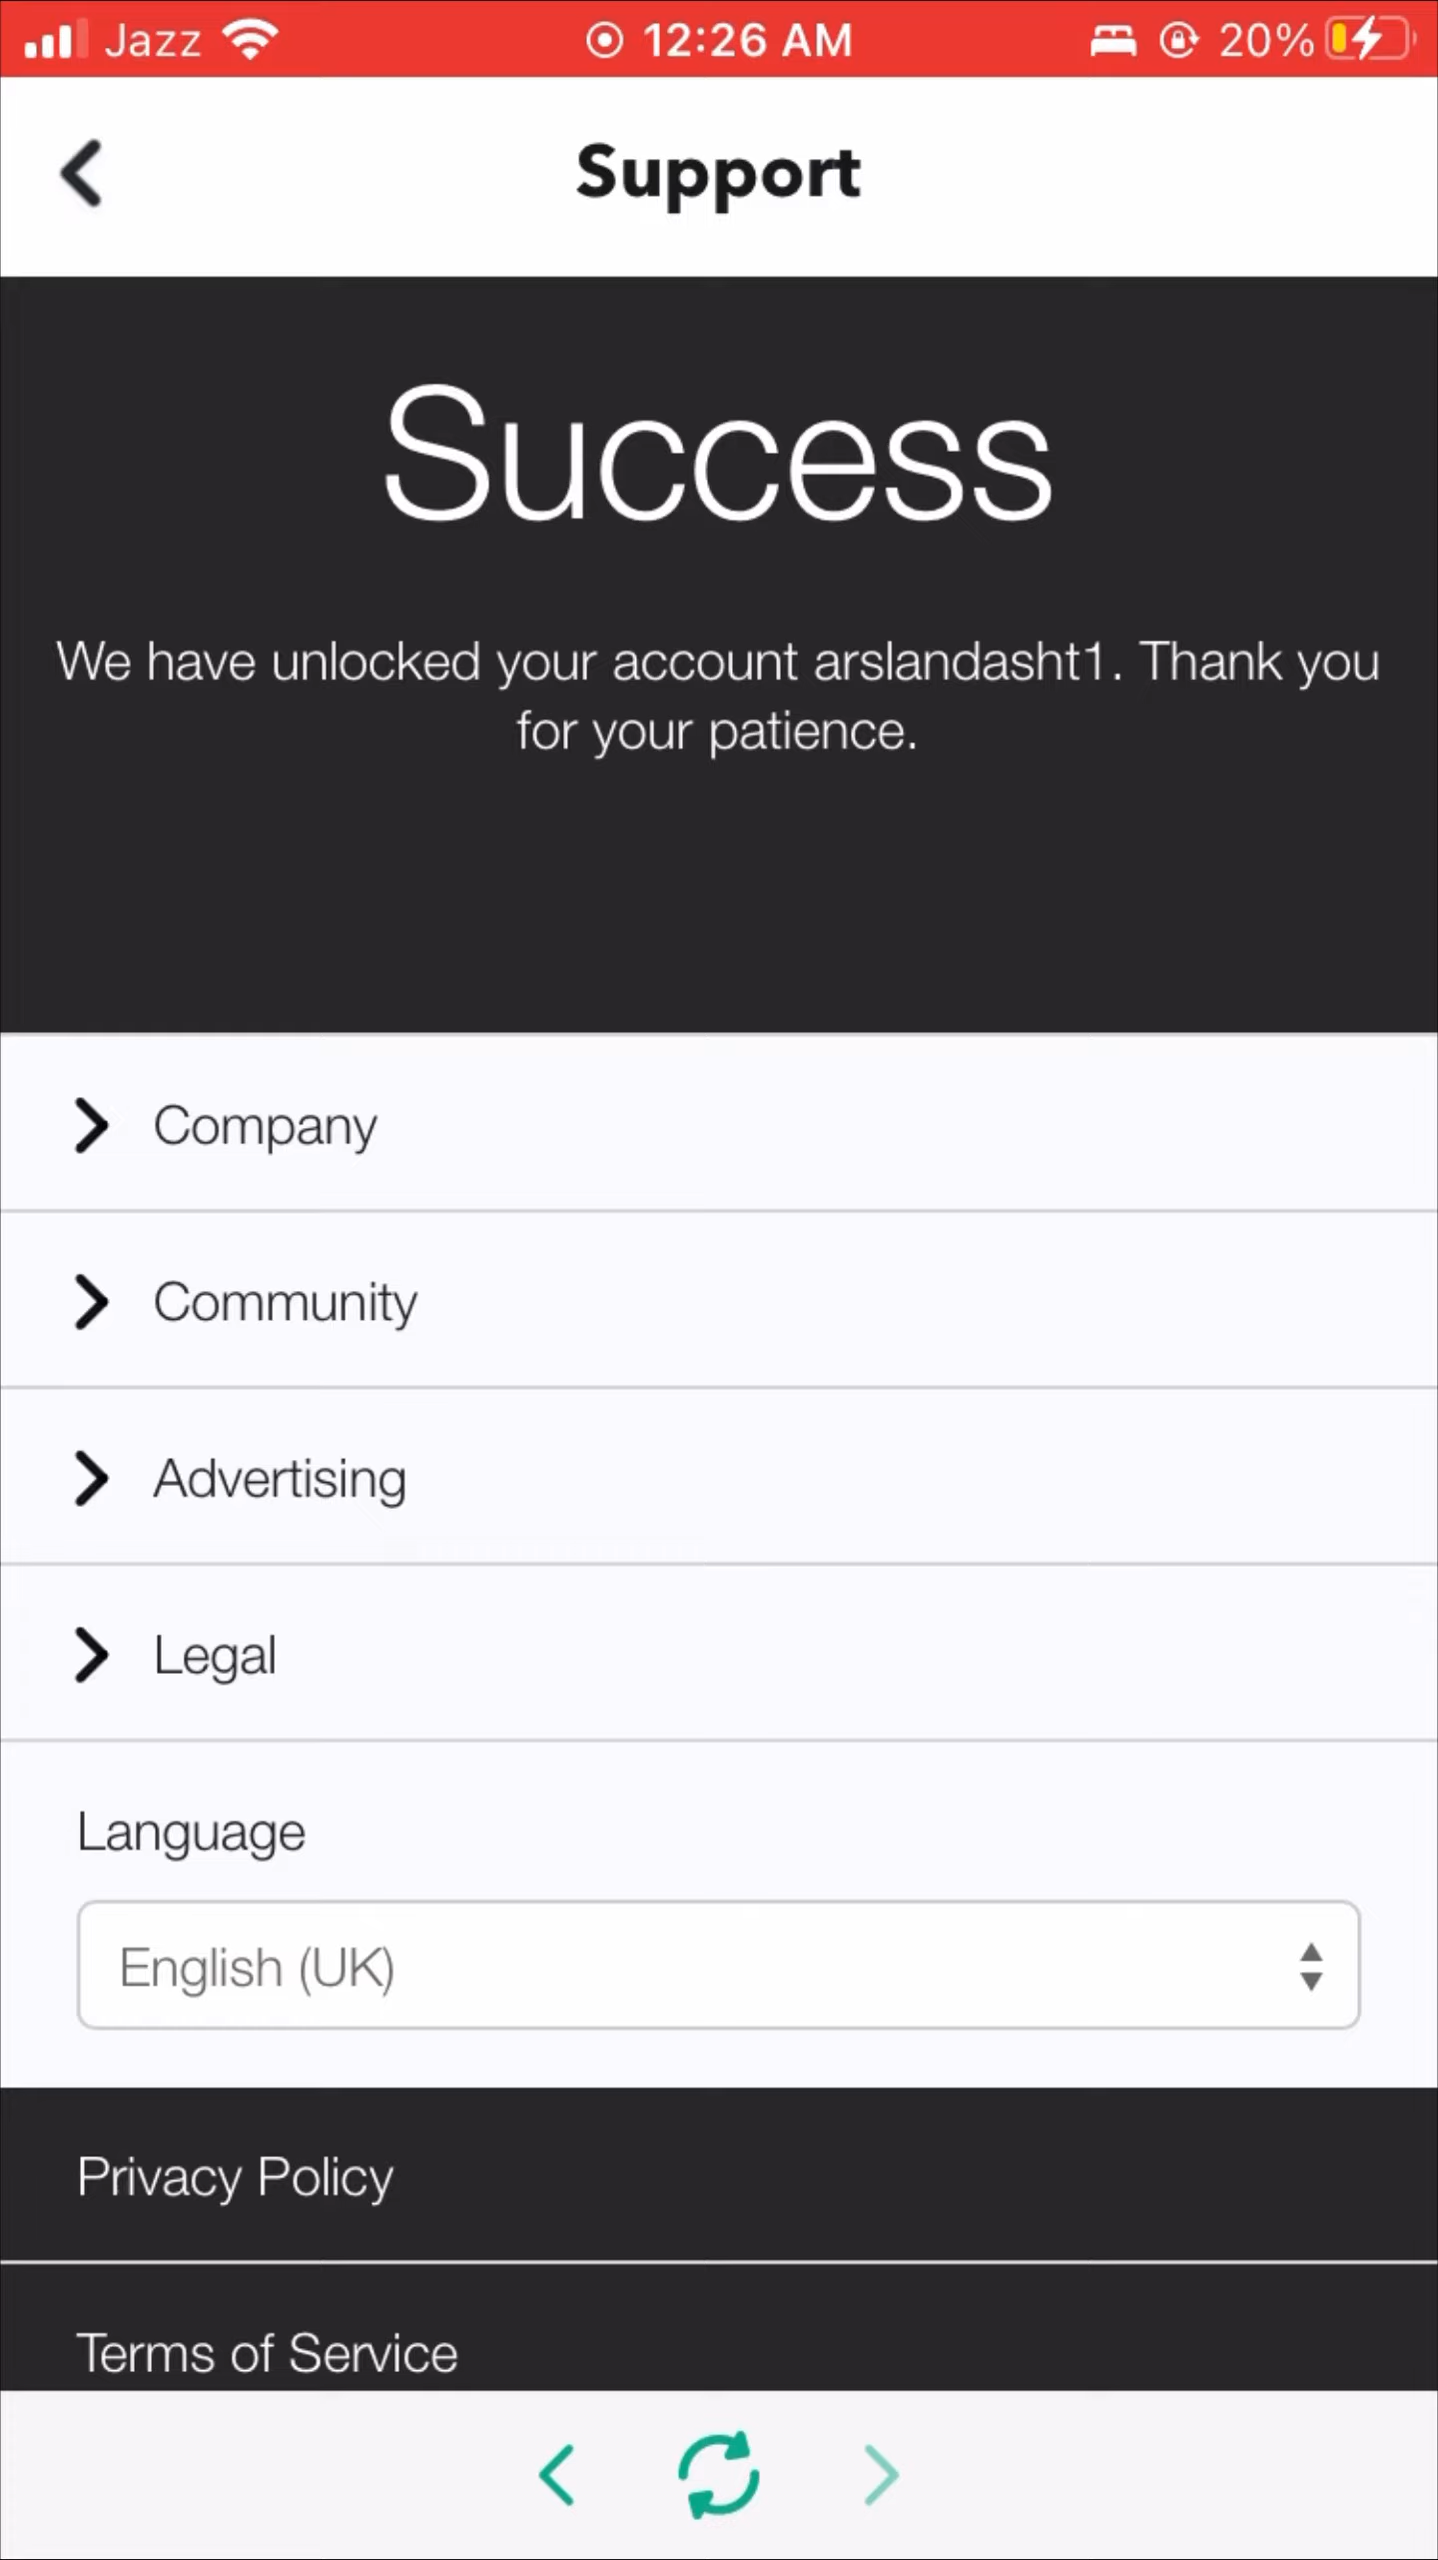 Jazz 12:26 AM 20%
Support
Success
We have unlocked your account arslandasht1. Thank you
for your patience.
Company
Community
Advertising
Legal
Language
English (UK)
Privacy Policy
Terms of Service